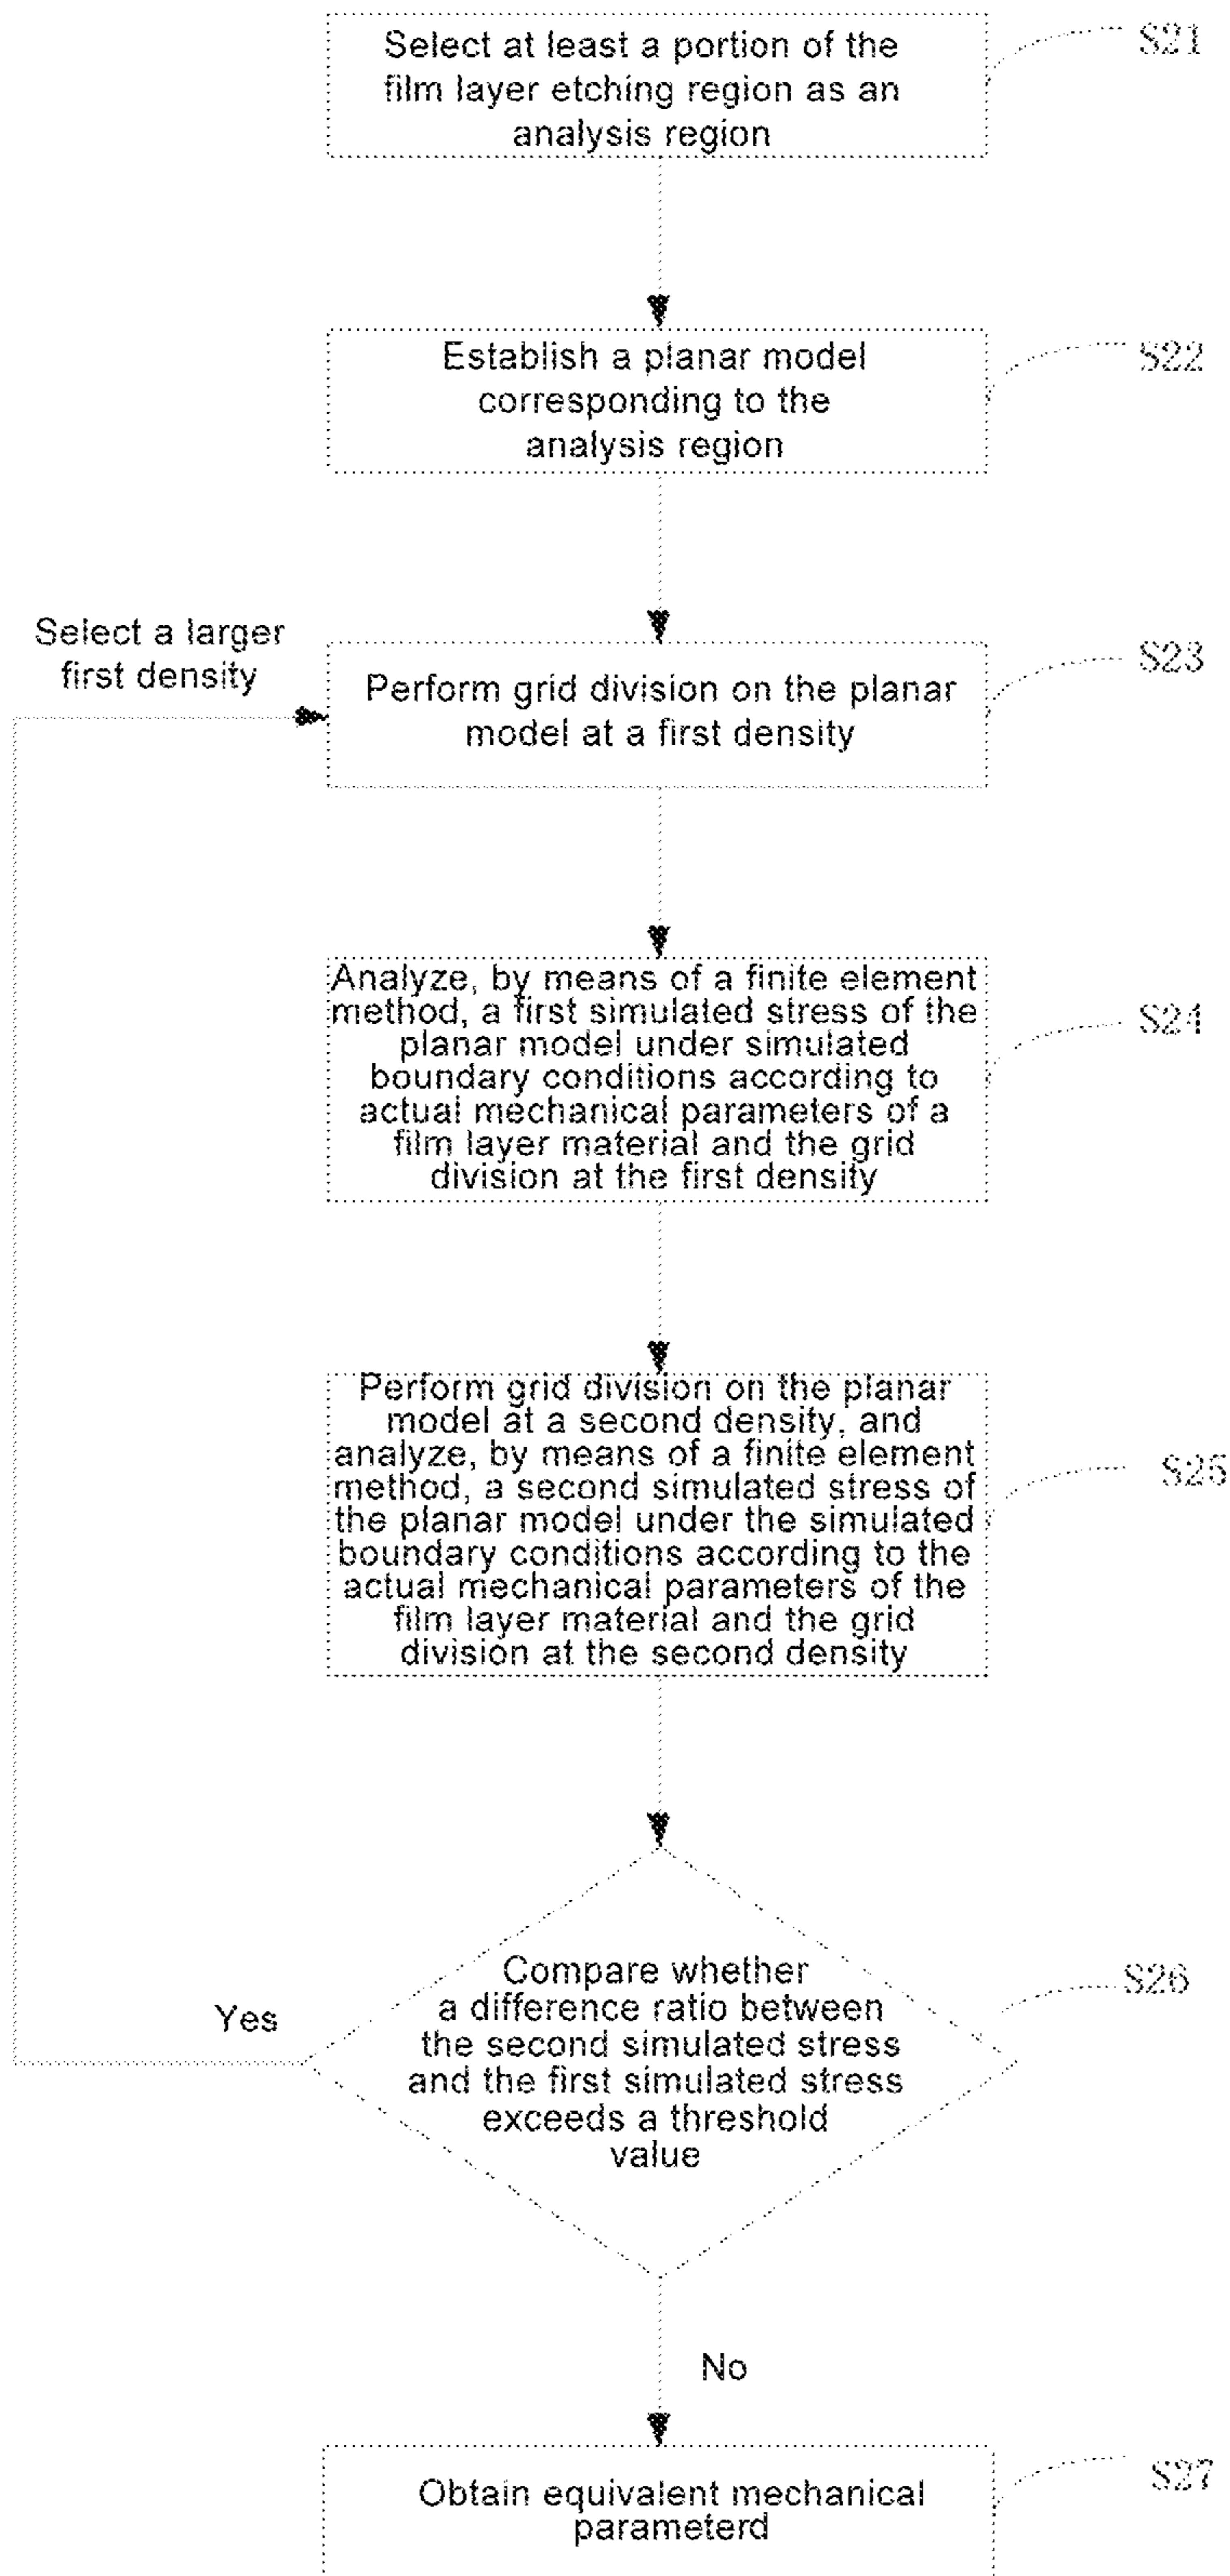 Select at least a portion of the
film layer etching region as an
analysis region
S21
Establish a planar model
corresponding to the
analysis region
S22
Select a larger
first density
Perform grid division on the planar
model at a first density
S23
Analyze, by means of a finite element
method, a first simulated stress of the
planar model under simulated
boundary conditions according to
actual mechanical parameters of a
film layer material and the grid
division at the first density
S24
Perform grid division on the planar
model at a second density, and
analyze, by means of a finite element
method, a second simulated stress of
the planar model under the simulated
boundary conditions according to the
actual mechanical parameters of the
film layer material and the grid
division at the second density
S25
Compare whether
a difference ratio between
the second simulated stress
and the first simulated stress
exceeds a threshold
value
S26
Yes
No
Obtain equivalent mechanical
parameterd
S27